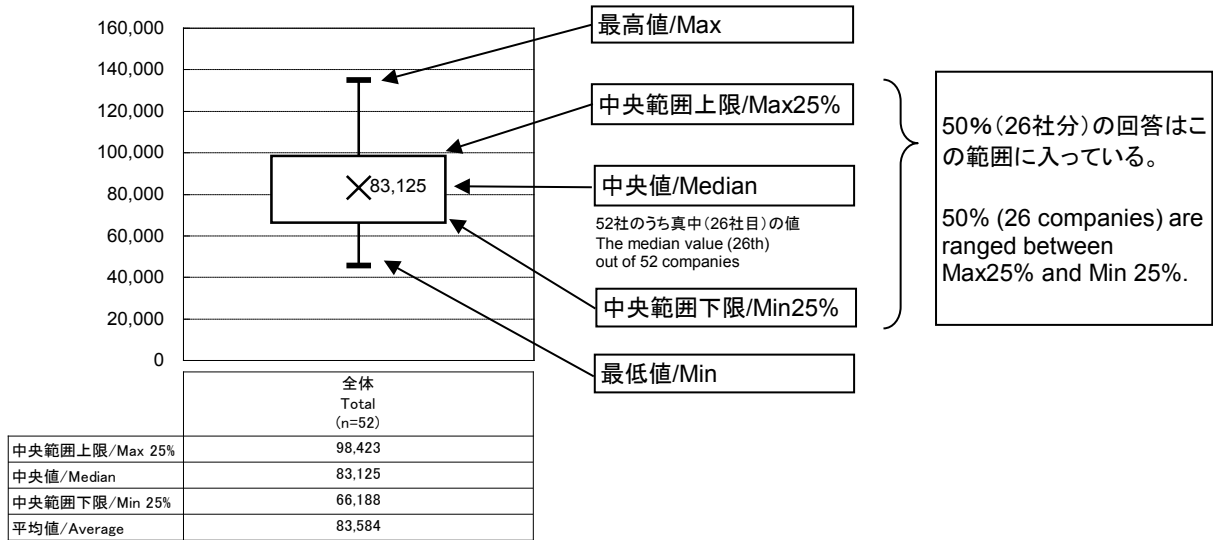 160,000
140,000
120,000
100,000
80,000
60,000
40,000
20,000
0
83,125
最高値/Max
中央範囲上限/Max25%
中央値/Median
52社のうち真中(26社目)の値
The median value (26th)
out of 52 companies
中央範囲下限/Min25%
最低値/Min
50%(26社分)の回答はこ
の範囲に入っている。
50% (26 companies) are
ranged between
Max25% and Min 25%.
全体
Total
(n=52)
中央範囲上限/Max 25% 98,423
中央値/Median 83,125
中央範囲下限/Min 25% 66,188
平均値/Average 83,584